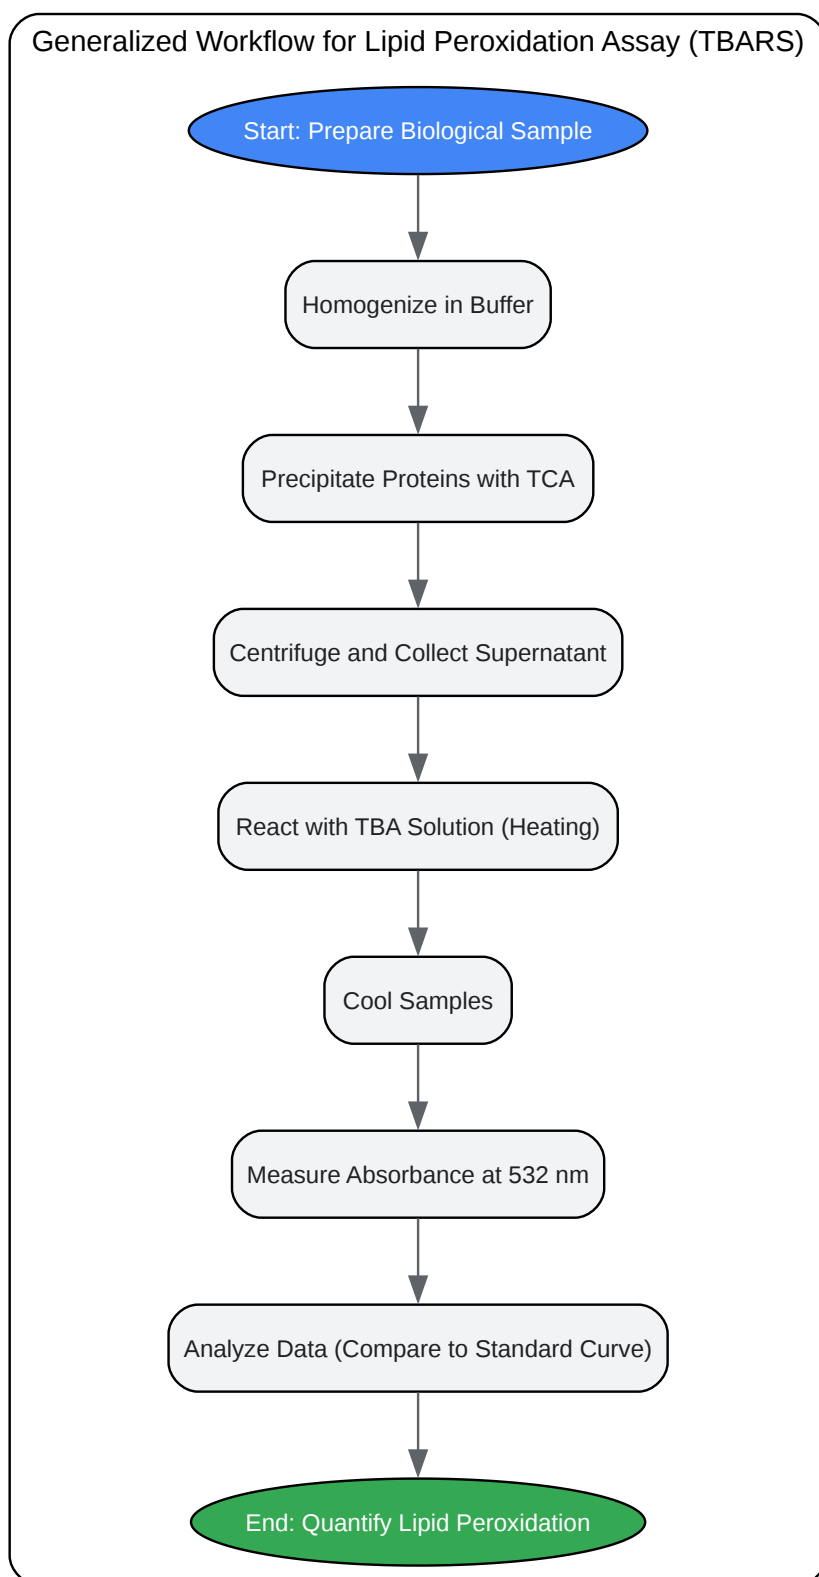 Generalized Workflow for Lipid Peroxidation Assay (TBARS)
Start: Prepare Biological Sample
Homogenize in Buffer
Precipitate Proteins with TCA
Centrifuge and Collect Supernatant
React with TBA Solution (Heating)
Cool Samples
Measure Absorbance at 532 nm
Analyze Data (Compare to Standard Curve)
End: Quantify Lipid Peroxidation